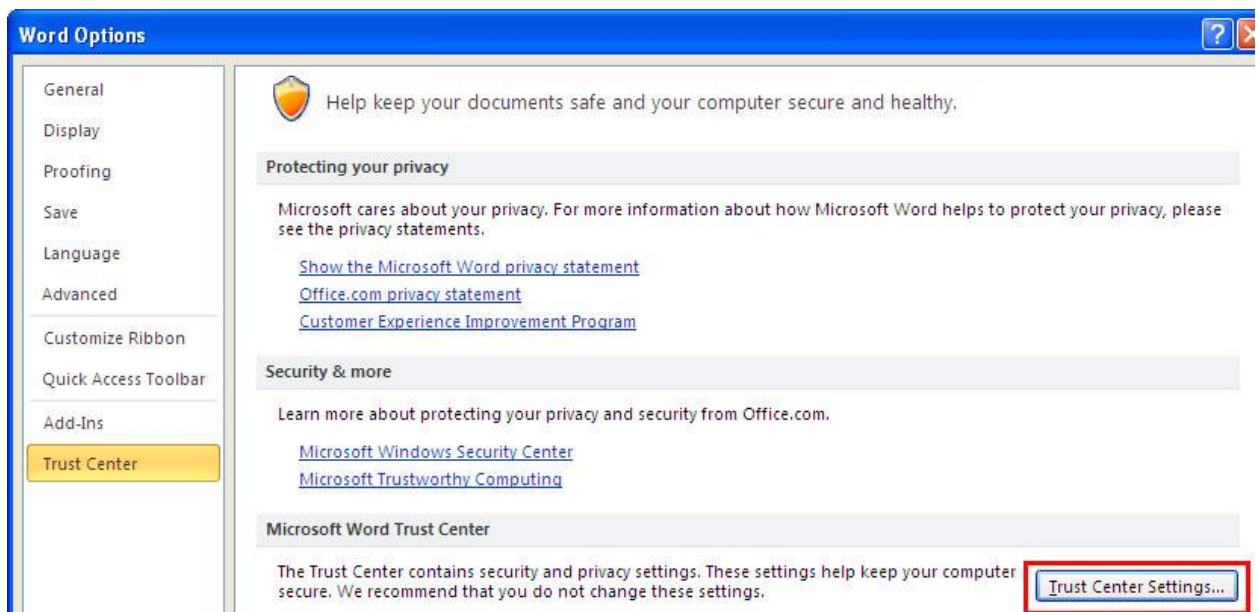 Word Options
?
General
Display
Proofing
Save
Language
Advanced
Customize Ribbon
Quick Access Toolbar
Add-Ins
Trust Center
Help keep your documents safe and your computer secure and healthy.
Protecting your privacy
Microsoft cares about your privacy. For more information about how Microsoft Word helps to protect your privacy, please
see the privacy statements.
Show the Microsoft Word privacy statement
Office.com privacy statement
Customer Experience Improvement Program
Security & more
Learn more about protecting your privacy and security from Office.com.
Microsoft Windows Security Center
Microsoft Trustworthy Computing
Microsoft Word Trust Center
The Trust Center contains security and privacy settings. These settings help keep your computer
secure. We recommend that you do not change these settings.
Trust Center Settings...